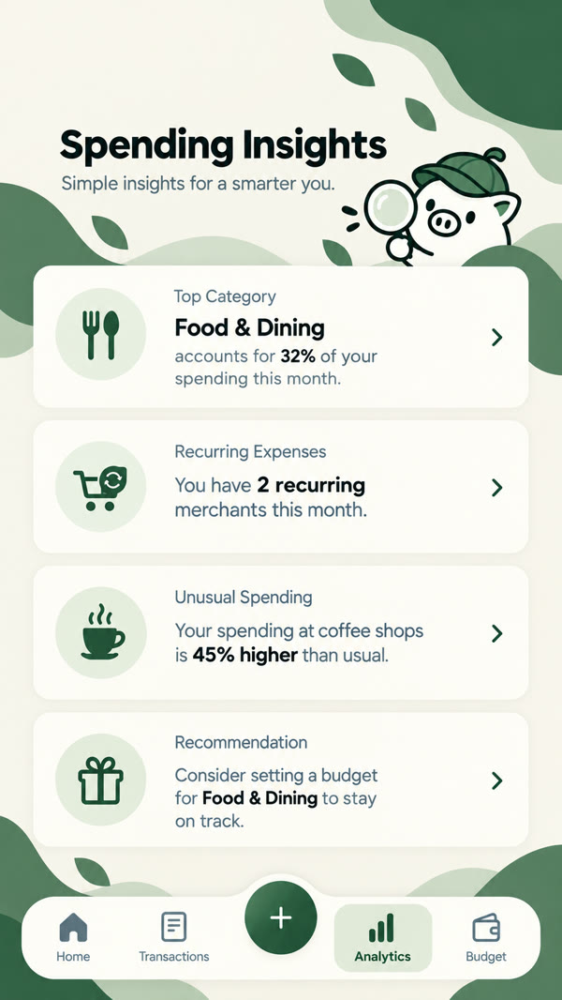 Spending Insights
Simple insights for a smarter you.
Top Category
Food & Dining
accounts for 32% of your
spending this month.
Recurring Expenses
You have 2 recurring
merchants this month.
Unusual Spending
Your spending at coffee shops
is 45% higher than usual.
Recommendation
Consider setting a budget
for Food & Dining to stay
on track.
Home
Transactions
Analytics
Budget